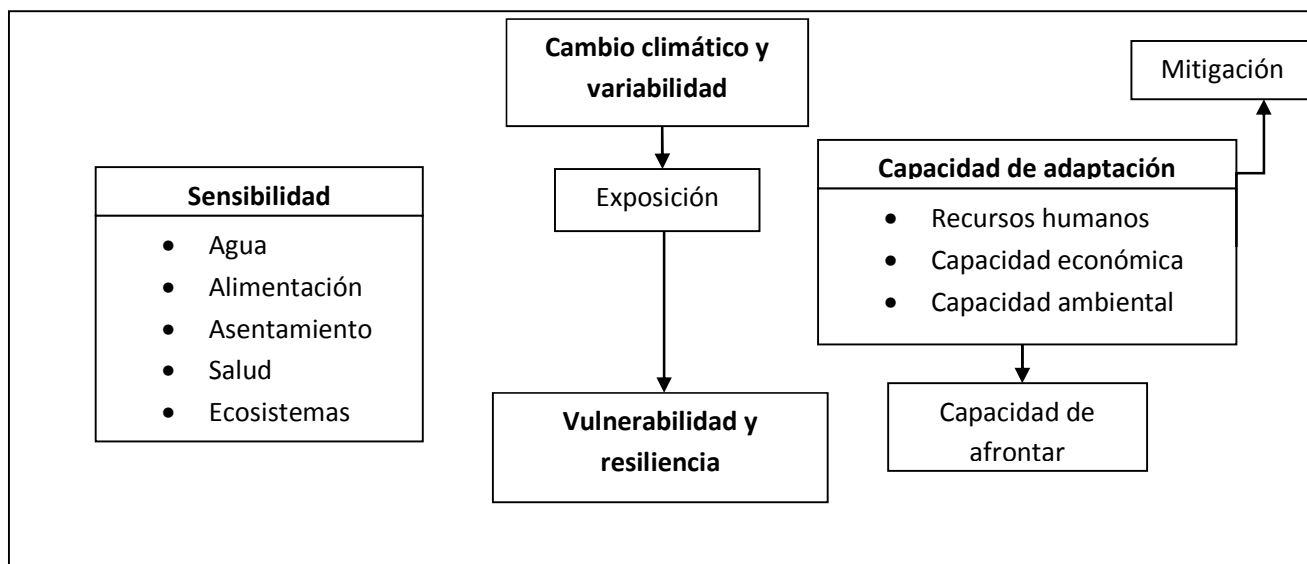 Cambio climático y
variabilidad
Mitigación
Exposición
Sensibilidad
• Agua
• Alimentación
• Asentamiento
• Salud
• Ecosistemas
Capacidad de adaptación
• Recursos humanos
• Capacidad económica
• Capacidad ambiental
Vulnerabilidad y
resiliencia
Capacidad de
afrontar